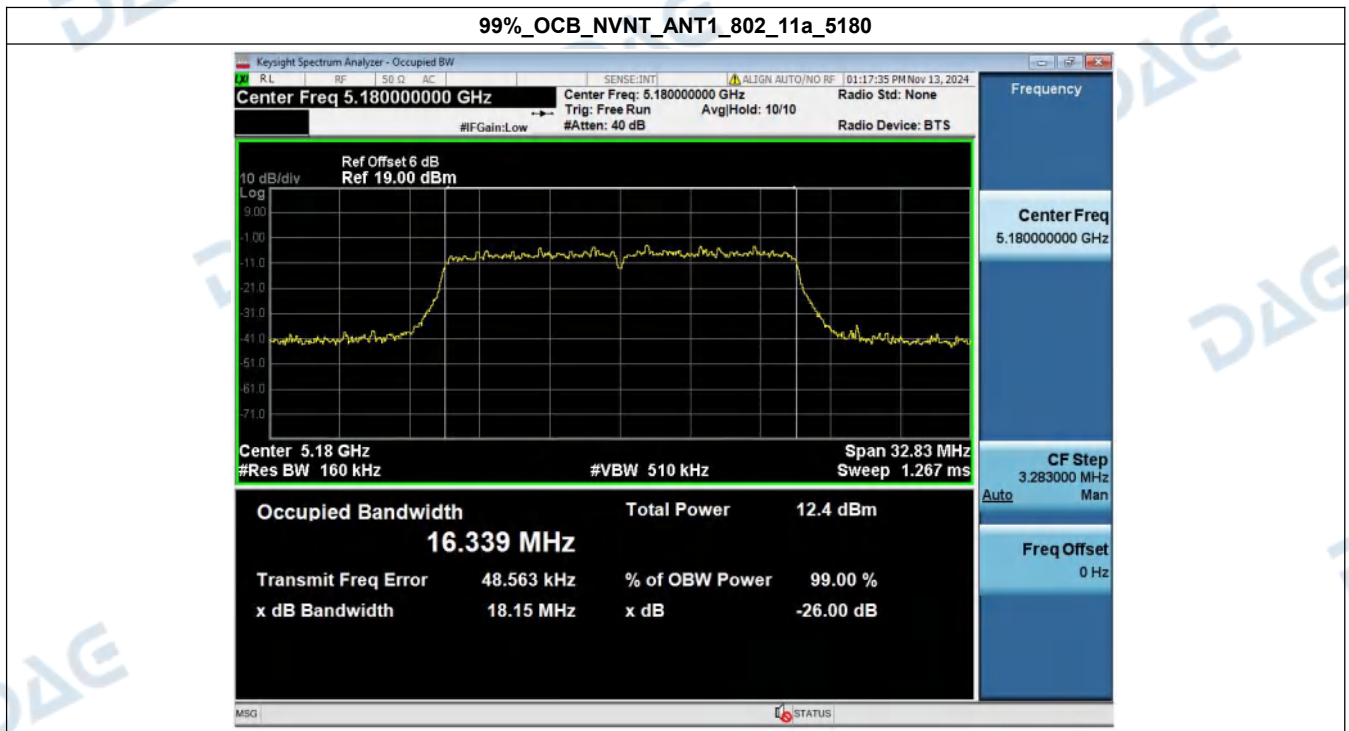 99%_OCB_NVNT_ANT1_802_11a_5180
Keysight Spectrum Analyzer - Occupied BW
LXI RL RF 50 Ω AC SENSE:INT ALIGN AUTO/NO RF 01:17:35 PM Nov 13, 2024
Center Freq 5.180000000 GHz
Center Freq: 5.180000000 GHz Radio Std: None
Trig: Free Run Avg|Hold: 10/10
#IFGain:Low #Atten: 40 dB Radio Device: BTS
Ref Offset 6 dB
10 dB/div Ref 19.00 dBm
Log
9.00
-1.00
-11.0
-21.0
-31.0
-41.0
-51.0
-61.0
-71.0
Center 5.18 GHz Span 32.83 MHz
#Res BW 160 kHz #VBW 510 kHz Sweep 1.267 ms
Occupied Bandwidth Total Power 12.4 dBm
16.339 MHz
Transmit Freq Error 48.563 kHz % of OBW Power 99.00 %
x dB Bandwidth 18.15 MHz x dB -26.00 dB
MSG STATUS
Frequency
Center Freq
5.180000000 GHz
CF Step
3.283000 MHz
Auto Man
Freq Offset
0 Hz
DAG
DAG
DAG
DAG
DAG